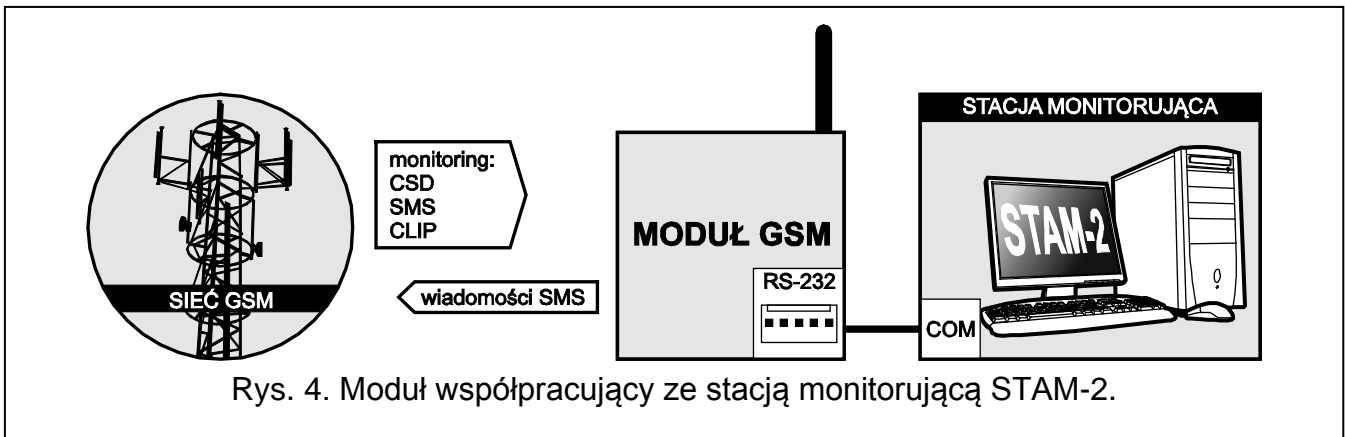 monitoring:
CSD
SMS
CLIP
wiadomości SMS
SIEĆ GSM
MODUŁ GSM
RS-232
STACJA MONITORUJĄCA
STAM-2
COM
Rys. 4. Moduł współpracujący ze stacją monitorującą STAM-2.